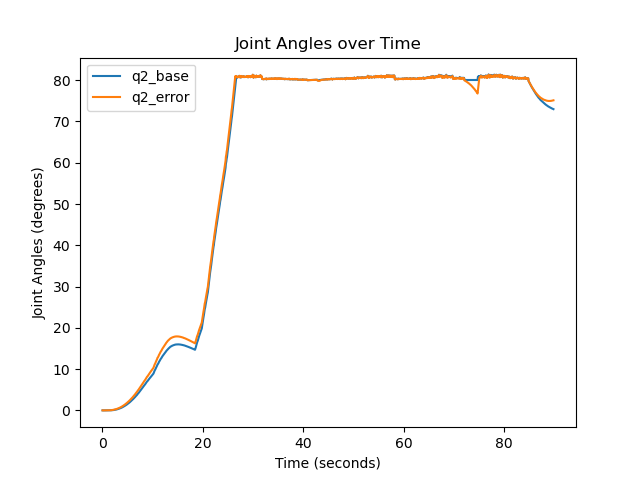 Joint Angles over Time
q2_base
q2_error
Joint Angles (degrees)
80
70
60
50
40
30
20
10
0
0 20 40 60 80
Time (seconds)